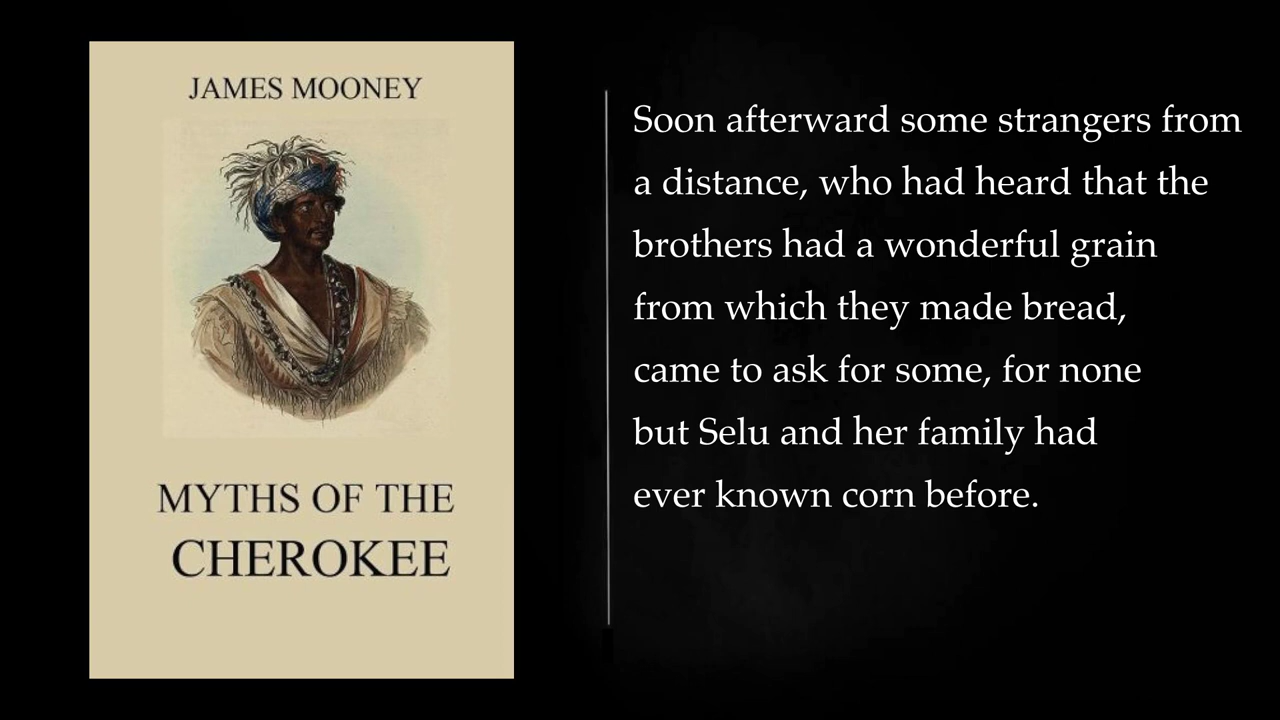 JAMES MOONEY
MYTHS OF THE
CHEROKEE
Soon afterward some strangers from
a distance, who had heard that the
brothers had a wonderful grain
from which they made bread,
came to ask for some, for none
but Selu and her family had
ever known corn before.